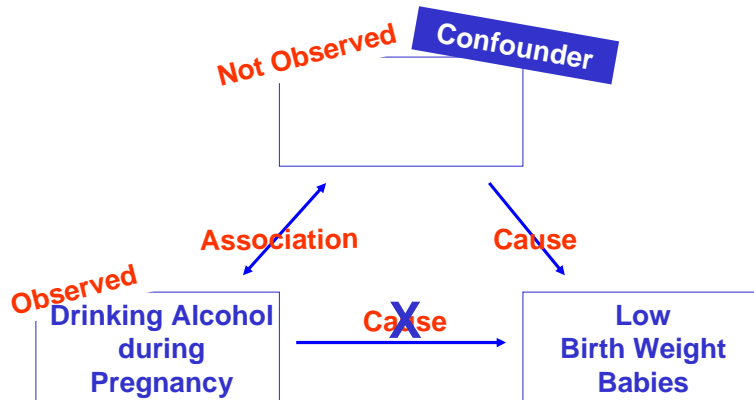 Not Observed
Confounder
Association
Cause
Observed
Drinking Alcohol
during
Pregnancy
Cause
X
Low
Birth Weight
Babies